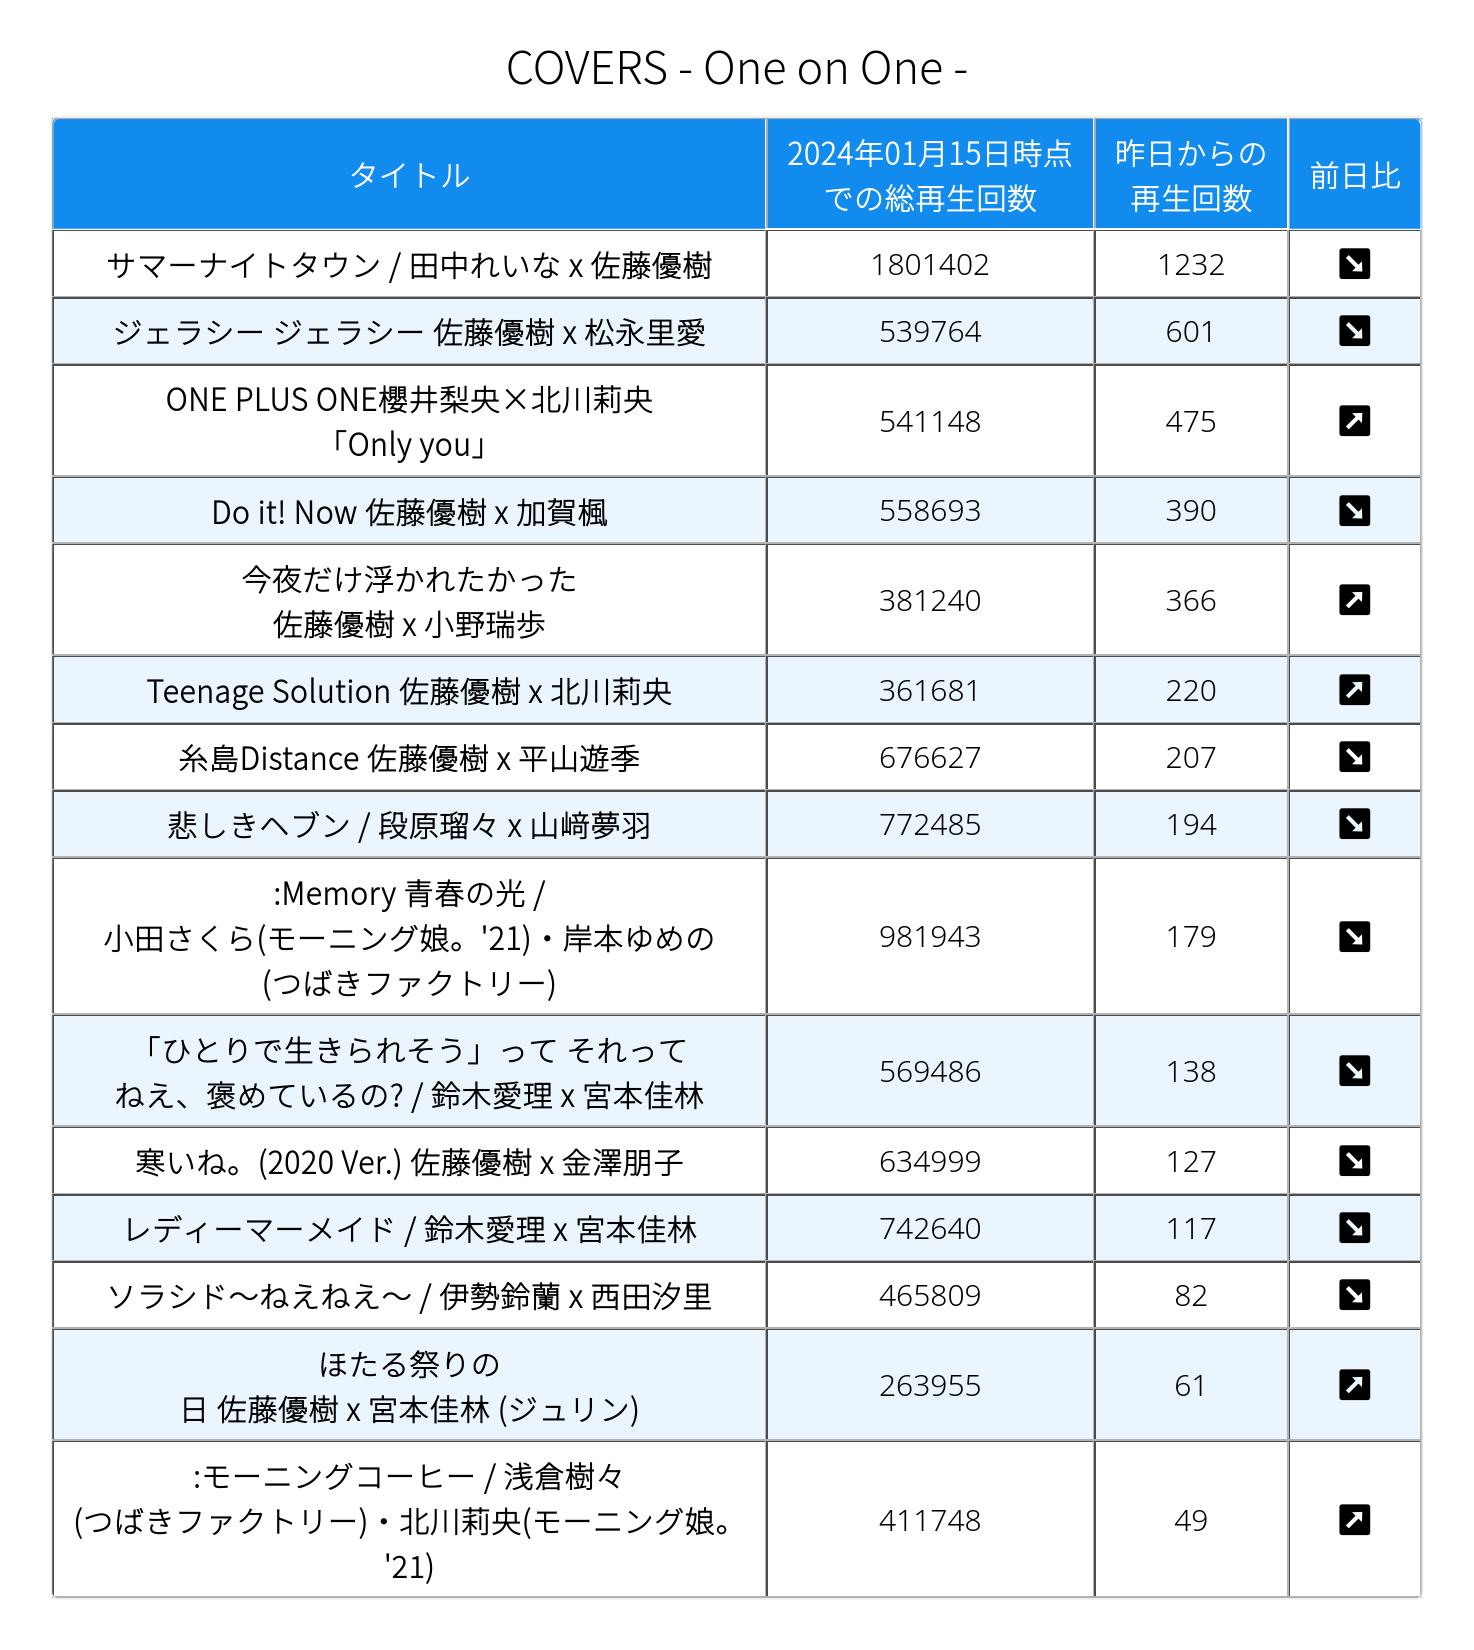 COVERS - One on One -
タイトル
2024年01月15日時点
での総再生回数
昨日からの
再生回数
前日比
サマーナイトタウン / 田中れいな x 佐藤優樹
1801402
1232
ジェラシー ジェラシー 佐藤優樹 x 松永里愛
539764
601
ONE PLUS ONE櫻井梨央×北川莉央
「Only you」
541148
475
Do it! Now 佐藤優樹 x 加賀楓
558693
390
今夜だけ浮かれたかった
佐藤優樹 x 小野瑞歩
381240
366
Teenage Solution 佐藤優樹 x 北川莉央
361681
220
糸島Distance 佐藤優樹 x 平山遊季
676627
207
悲しきヘブン / 段原瑠々 x 山﨑夢羽
772485
194
:Memory 青春の光 /
小田さくら(モーニング娘。'21)・岸本ゆめの
(つばきファクトリー)
981943
179
「ひとりで生きられそう」って それって
ねえ、褒めているの? / 鈴木愛理 x 宮本佳林
569486
138
寒いね。(2020 Ver.) 佐藤優樹 x 金澤朋子
634999
127
レディーマーメイド / 鈴木愛理 x 宮本佳林
742640
117
ソラシド～ねえねえ～ / 伊勢鈴蘭 x 西田汐里
465809
82
ほたる祭りの
日 佐藤優樹 x 宮本佳林 (ジュリン)
263955
61
:モーニングコーヒー / 浅倉樹々
(つばきファクトリー)・北川莉央(モーニング娘。
'21)
411748
49